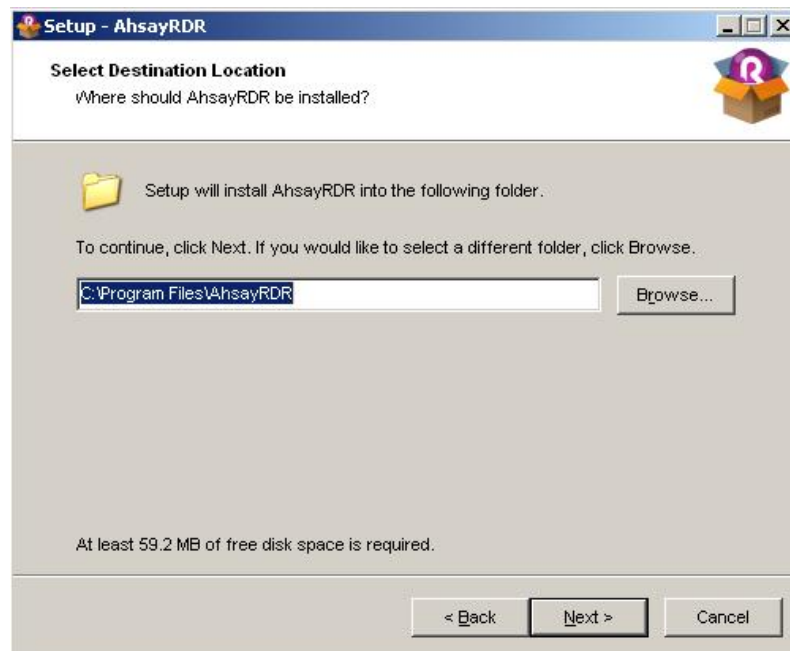 Setup - AhsayRDR
Select Destination Location
Where should AhsayRDR be installed?
Setup will install AhsayRDR into the following folder.
To continue, click Next. If you would like to select a different folder, click Browse.
C:\Program Files\AhsayRDR
Browse...
At least 59.2 MB of free disk space is required.
< Back
Next >
Cancel